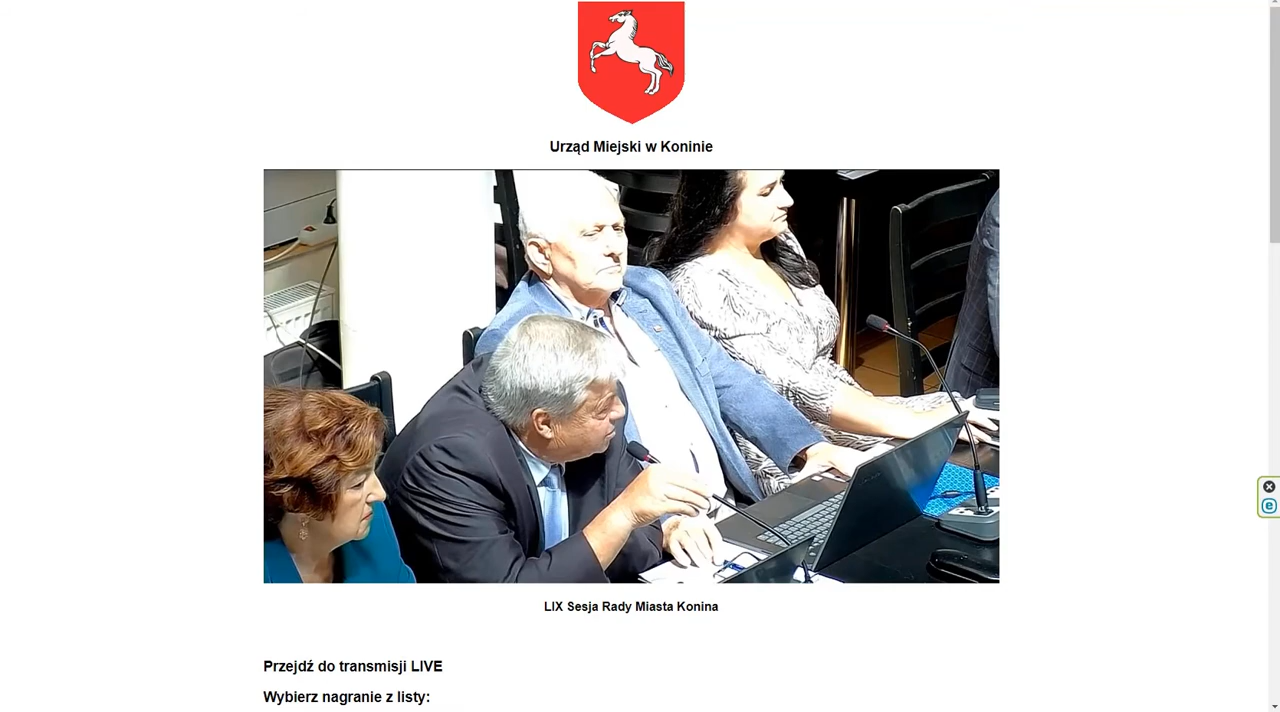 Urząd Miejski w Koninie
LIX Sesja Rady Miasta Konina
Przejdź do transmisji LIVE
Wybierz nagranie z listy: